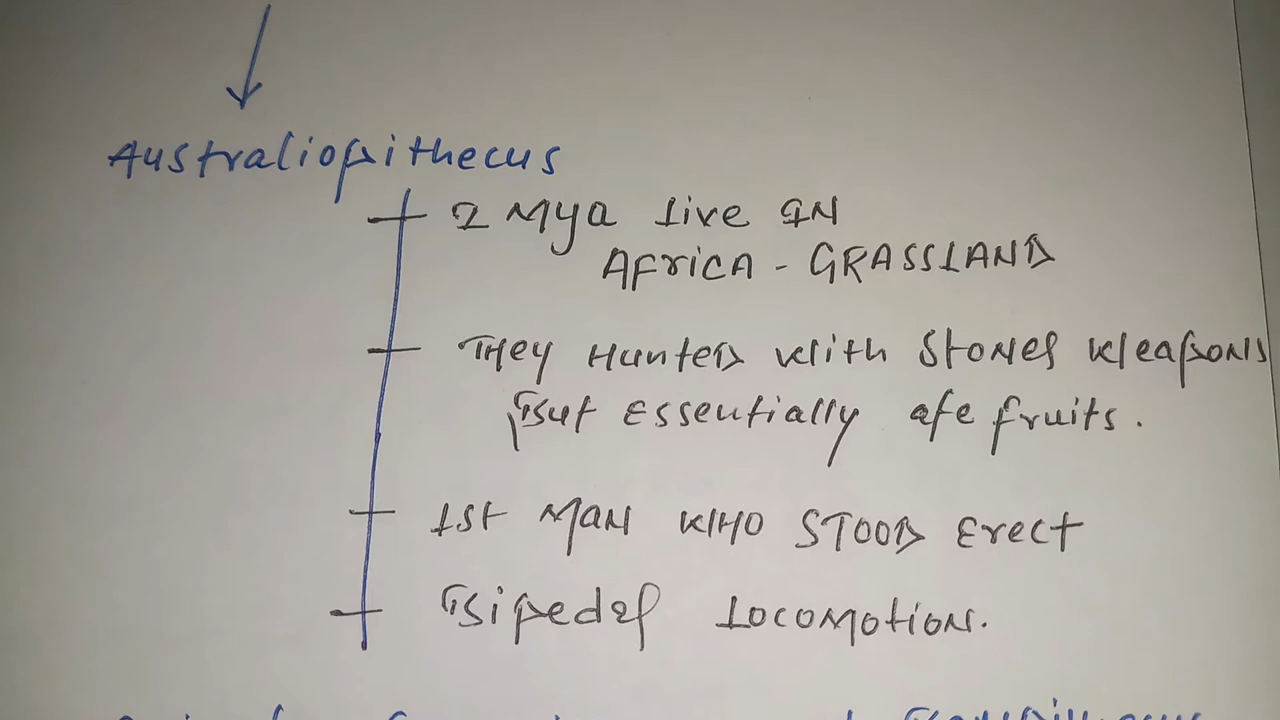 Australiopithecus
2 Mya Live IN
AFRICA - GRASSLAND
THEY HUNTED WITH STONES WEAPONS
But Essentially ate fruits.
1st MAN WHO STOOD Erect
Bipedal LOCOMOTION.